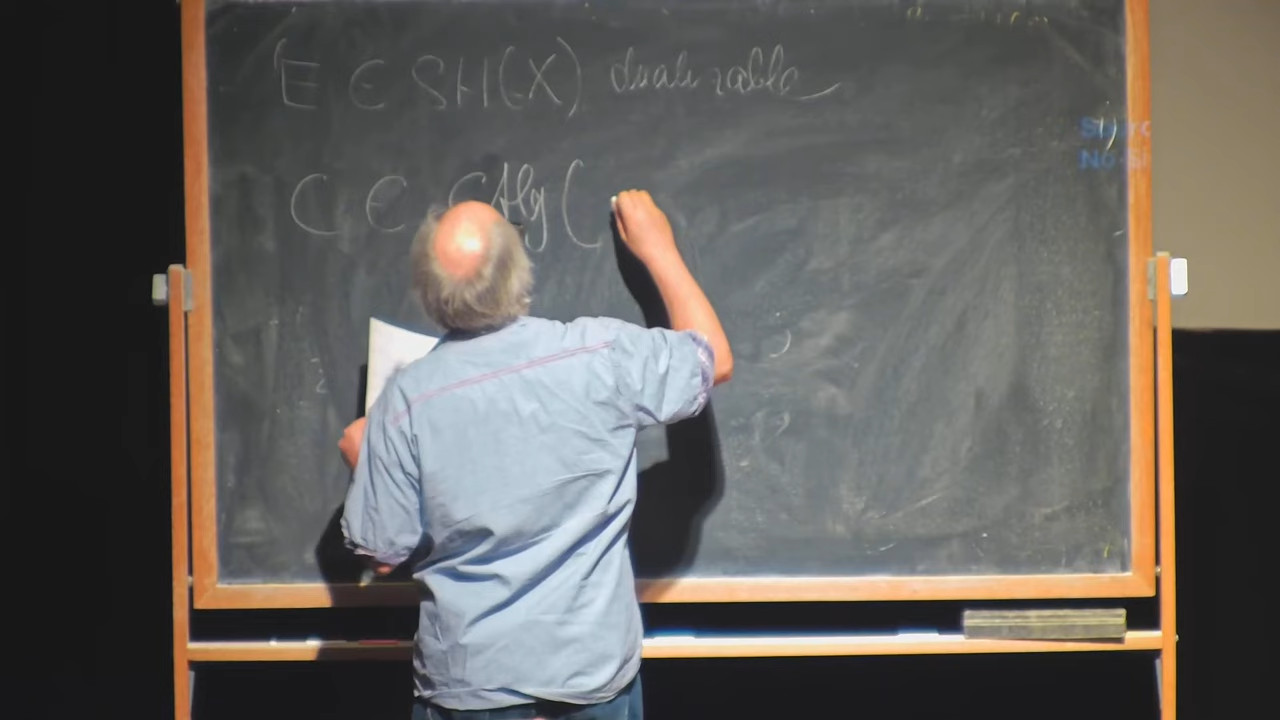 E ∈ SH(X) dualizable
C ∈ CAlg(